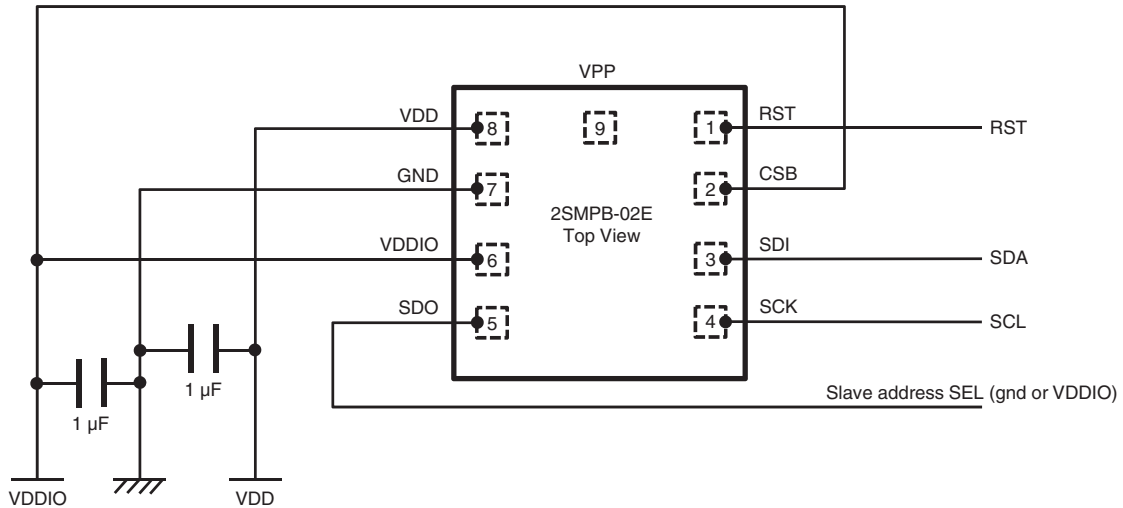 VPP
VDD
8
9
1
RST
RST
GND
7
2
CSB
2SMPB-02E
Top View
VDDIO
6
3
SDI
SDA
SDO
5
4
SCK
SCL
1 µF
1 µF
Slave address SEL (gnd or VDDIO)
VDDIO
VDD